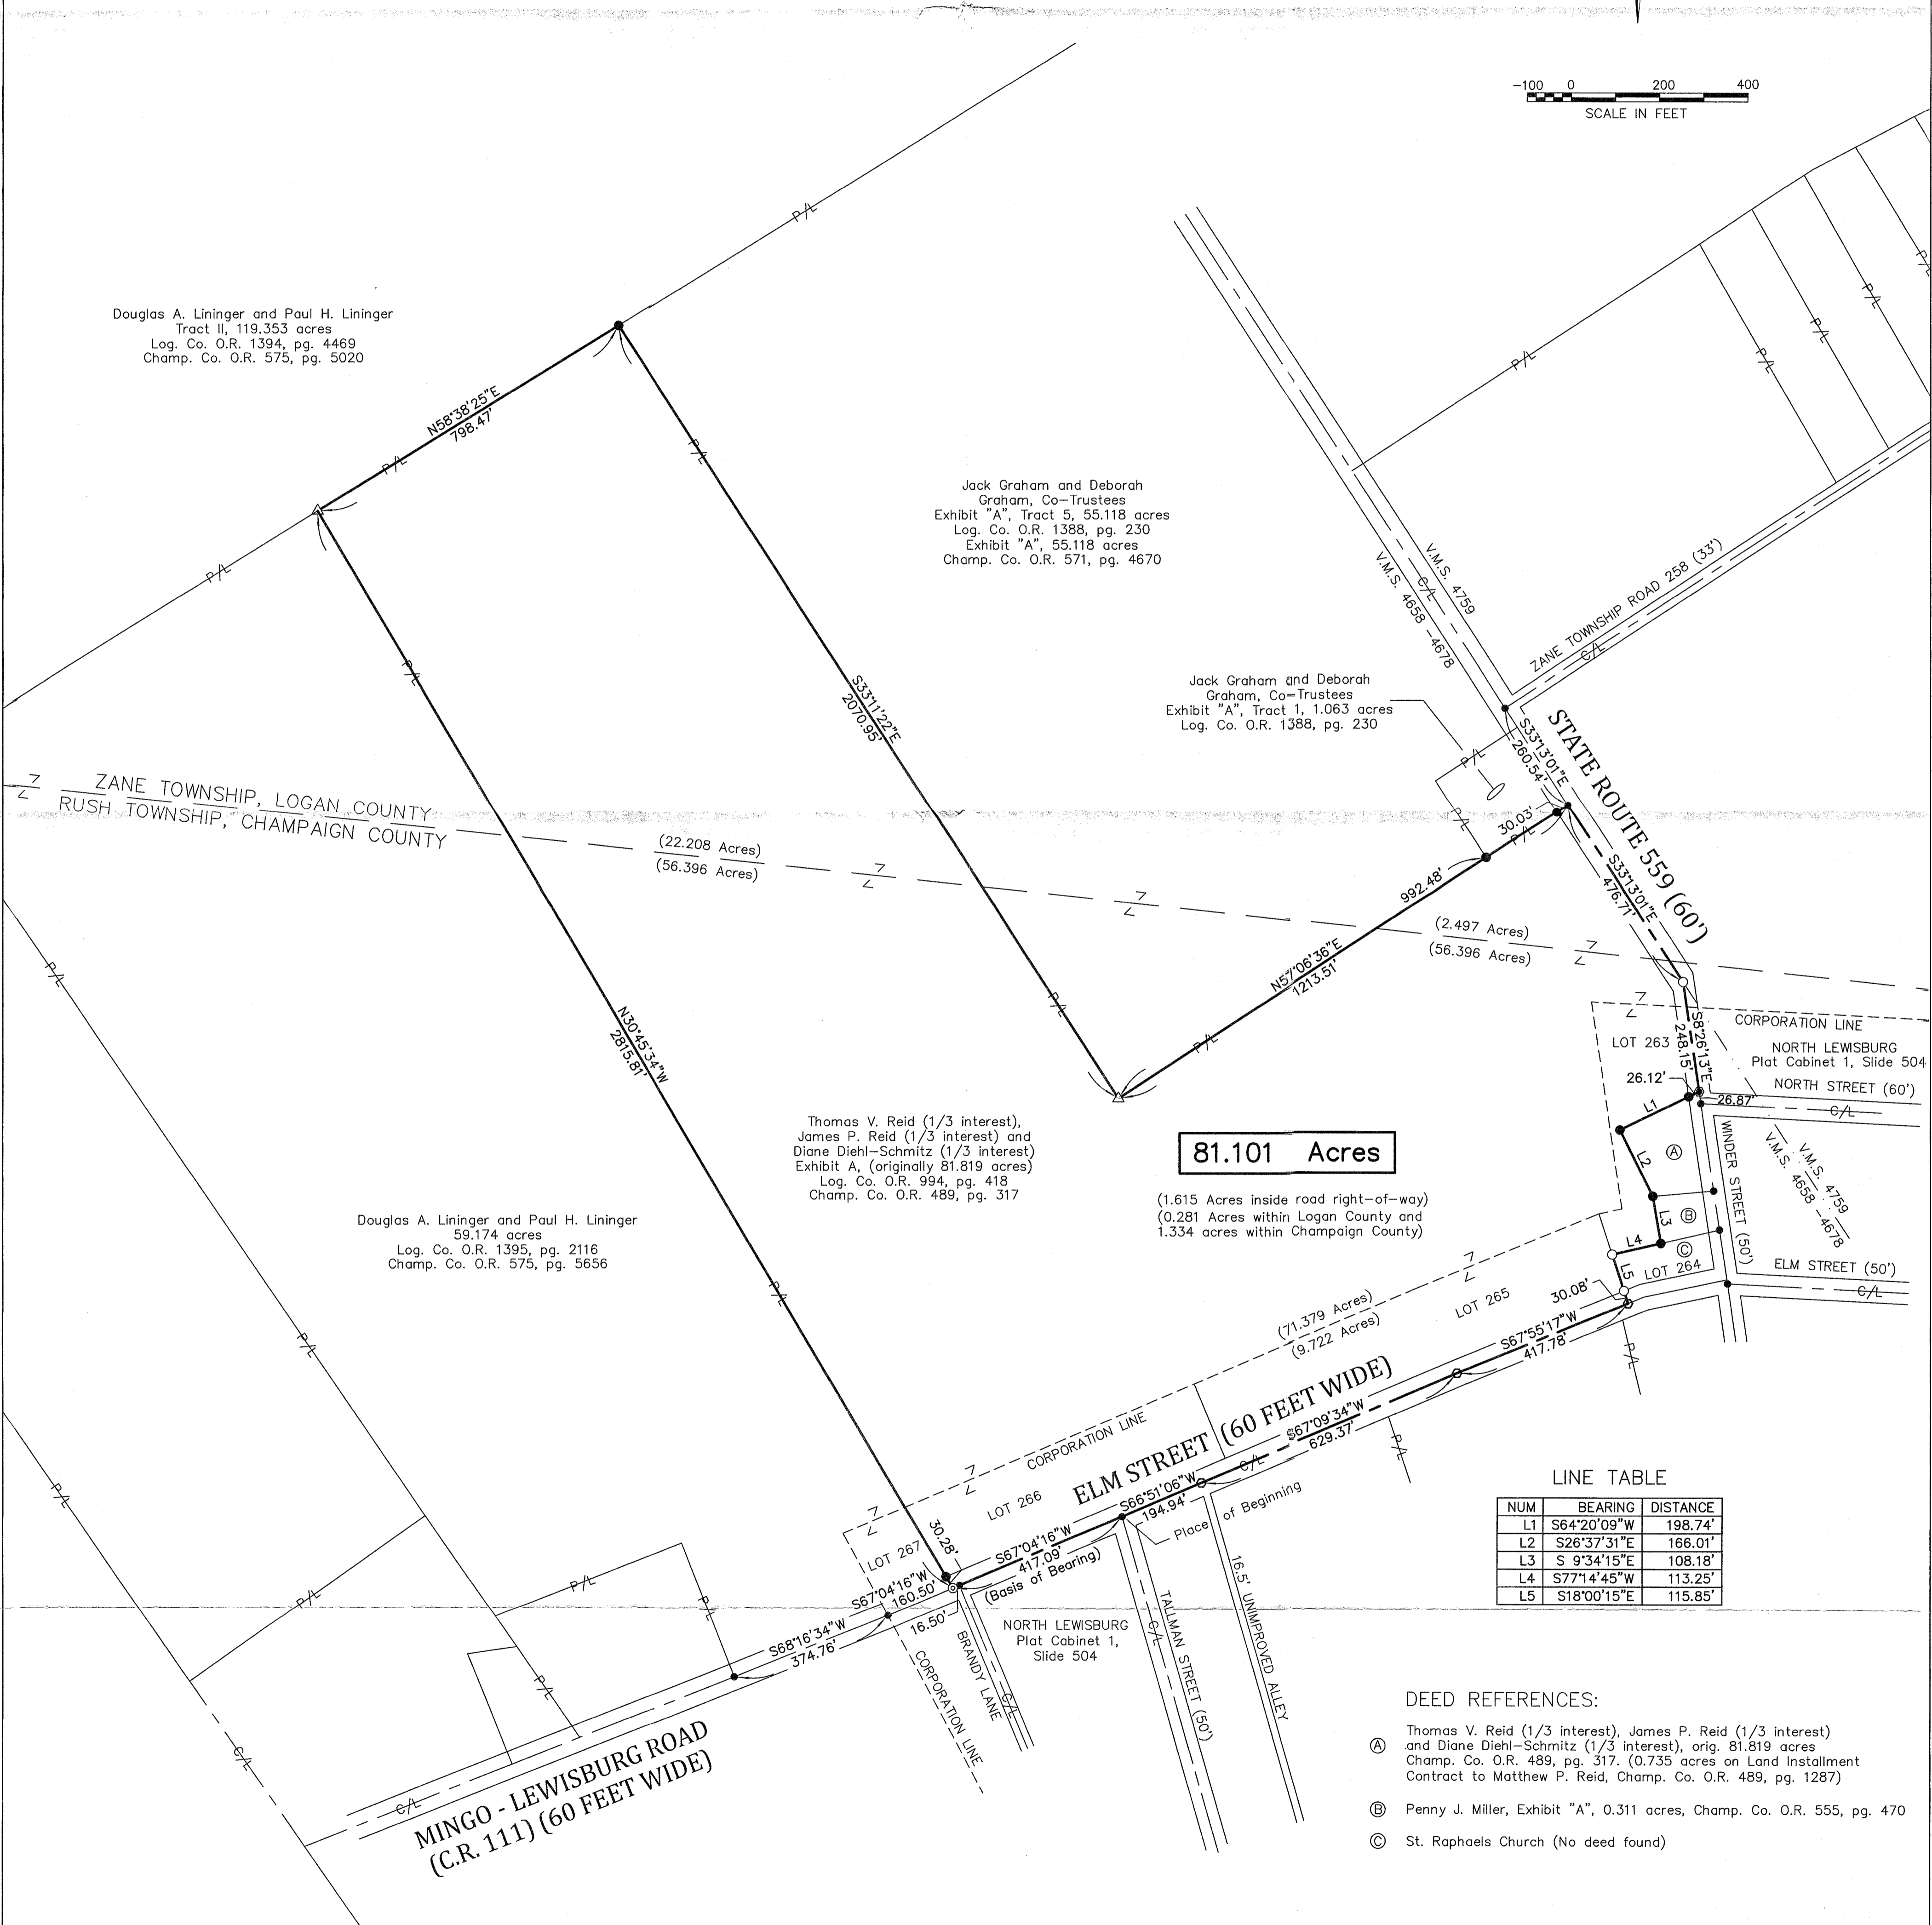 -100 0 200 400
SCALE IN FEET
P/L
Douglas A. Lininger and Paul H. Lininger
Tract II, 119.353 acres
Log. Co. O.R. 1394, pg. 4469
Champ. Co. O.R. 575, pg. 5020
N58°38'25"E
798.47'
P/L
P/L
P/L
P/L
P/L
P/L
P/L
P/L
P/L
Jack Graham and Deborah
Graham, Co-Trustees
Exhibit "A", Tract 5, 55.118 acres
Log. Co. O.R. 1388, pg. 230
Exhibit "A", 55.118 acres
Champ. Co. O.R. 571, pg. 4670
V.M.S. 4759
C/L
V.M.S. 4658 -4678
ZANE TOWNSHIP ROAD 258 (33')
C/L
S33°11'22"E
2070.95'
Jack Graham and Deborah
Graham, Co-Trustees
Exhibit "A", Tract 1, 1.063 acres
Log. Co. O.R. 1388, pg. 230
P/L
P/L
P/L
S33°13'01"E
260.54'
STATE ROUTE 559 (60')
30.03'
ZANE TOWNSHIP, LOGAN COUNTY
RUSH TOWNSHIP, CHAMPAIGN COUNTY
(22.208 Acres)
(56.396 Acres)
992.48'
S33°13'01"E
476.71'
(2.497 Acres)
(56.396 Acres)
N57°06'36"E
1213.51'
P/L
P/L
P/L
N30°45'34"W
2815.81'
CORPORATION LINE
LOT 263
S8°26'13"E
248.15'
NORTH LEWISBURG
Plat Cabinet 1, Slide 504
26.12'
NORTH STREET (60')
26.87'
C/L
L1
L2
A
L3
B
L4
C
L5
LOT 264
WINDER STREET (50')
V.M.S. 4759
V.M.S. 4658 -4678
ELM STREET (50')
C/L
Thomas V. Reid (1/3 interest),
James P. Reid (1/3 interest) and
Diane Diehl-Schmitz (1/3 interest)
Exhibit A, (originally 81.819 acres)
Log. Co. O.R. 994, pg. 418
Champ. Co. O.R. 489, pg. 317
81.101 Acres
(1.615 Acres inside road right-of-way)
(0.281 Acres within Logan County and
1.334 acres within Champaign County)
Douglas A. Lininger and Paul H. Lininger
59.174 acres
Log. Co. O.R. 1395, pg. 2116
Champ. Co. O.R. 575, pg. 5656
P/L
P/L
P/L
30.08'
LOT 265
(71.379 Acres)
(9.722 Acres)
S67°55'17"W
417.78'
P/L
ELM STREET (60 FEET WIDE)
CORPORATION LINE
S67°09'34"W
629.37'
C/L
P/L
LOT 266
S66°51'06"W
194.94'
Place of Beginning
LOT 267
30.28'
S67°04'16"W
417.09'
(Basis of Bearing)
S67°04'16"W
160.50'
16.50'
S68°16'34"W
374.76'
P/L
P/L
P/L
P/L
P/L
CORPORATION LINE
BRANDY LANE
C/L
NORTH LEWISBURG
Plat Cabinet 1,
Slide 504
C/L
TALLMAN STREET (50')
16.5' UNIMPROVED ALLEY
C/L
C/L
MINGO - LEWISBURG ROAD
(C.R. 111) (60 FEET WIDE)
LINE TABLE
NUM BEARING DISTANCE
L1 S64°20'09"W 198.74'
L2 S26°37'31"E 166.01'
L3 S 9°34'15"E 108.18'
L4 S77°14'45"W 113.25'
L5 S18°00'15"E 115.85'
DEED REFERENCES:
Thomas V. Reid (1/3 interest), James P. Reid (1/3 interest)
A and Diane Diehl-Schmitz (1/3 interest), orig. 81.819 acres
Champ. Co. O.R. 489, pg. 317. (0.735 acres on Land Installment
Contract to Matthew P. Reid, Champ. Co. O.R. 489, pg. 1287)
B Penny J. Miller, Exhibit "A", 0.311 acres, Champ. Co. O.R. 555, pg. 470
C St. Raphaels Church (No deed found)